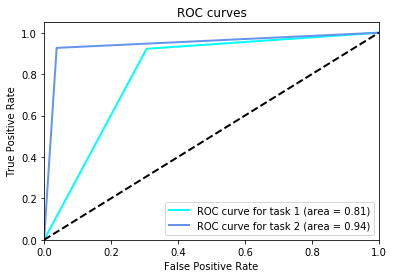 ROC curves
True Positive Rate
1.0
0.8
0.6
0.4
0.2
0.0
ROC curve for task 1 (area = 0.81)
ROC curve for task 2 (area = 0.94)
0.0 0.2 0.4 0.6 0.8 1.0
False Positive Rate